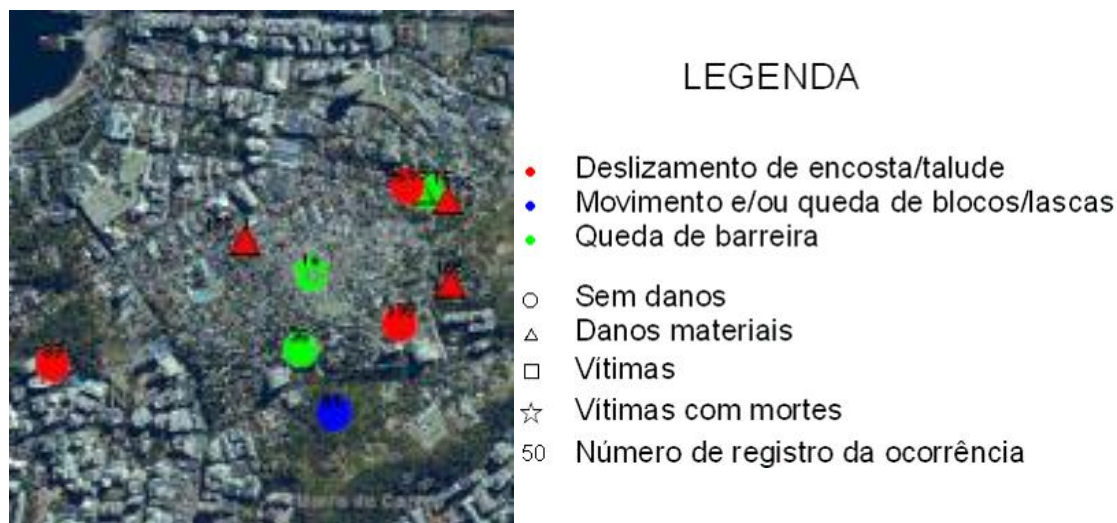 LEGENDA
Deslizamento de encosta/talude
Movimento e/ou queda de blocos/lascas
Queda de barreira
Sem danos
Danos materiais
Vítimas
Vítimas com mortes
50 Número de registro da ocorrência